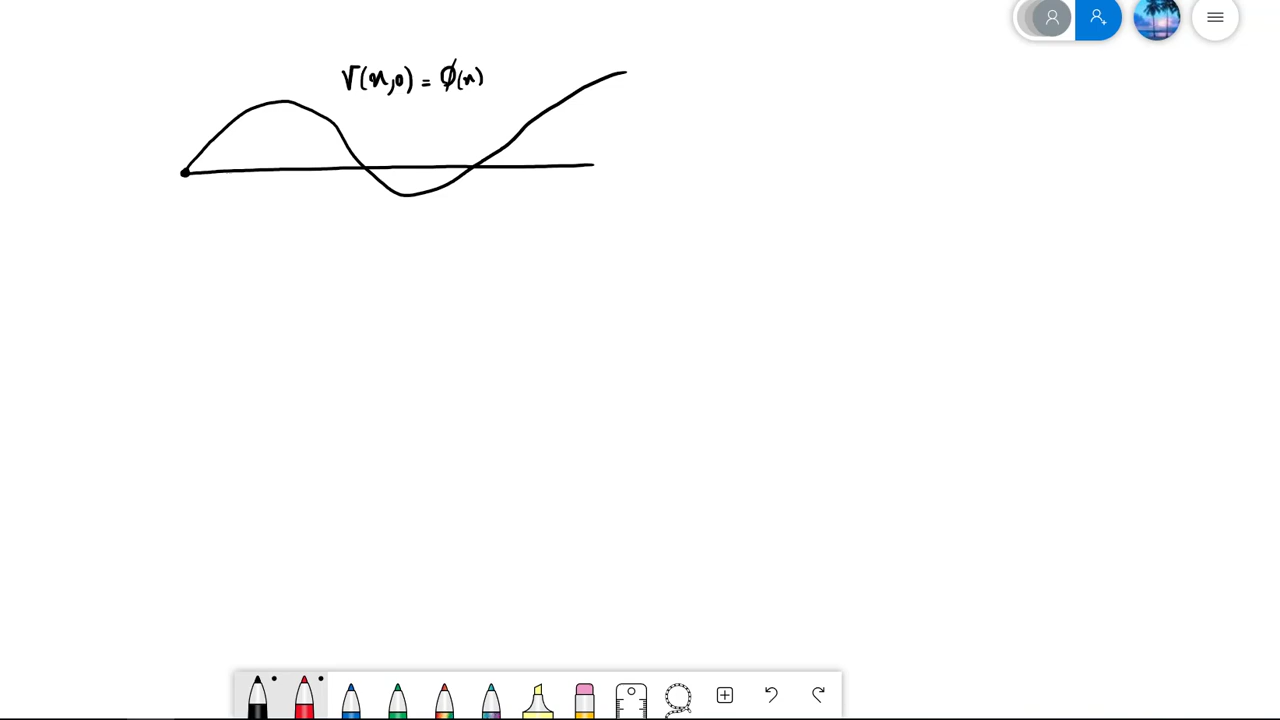 V(x,0) = φ(x)